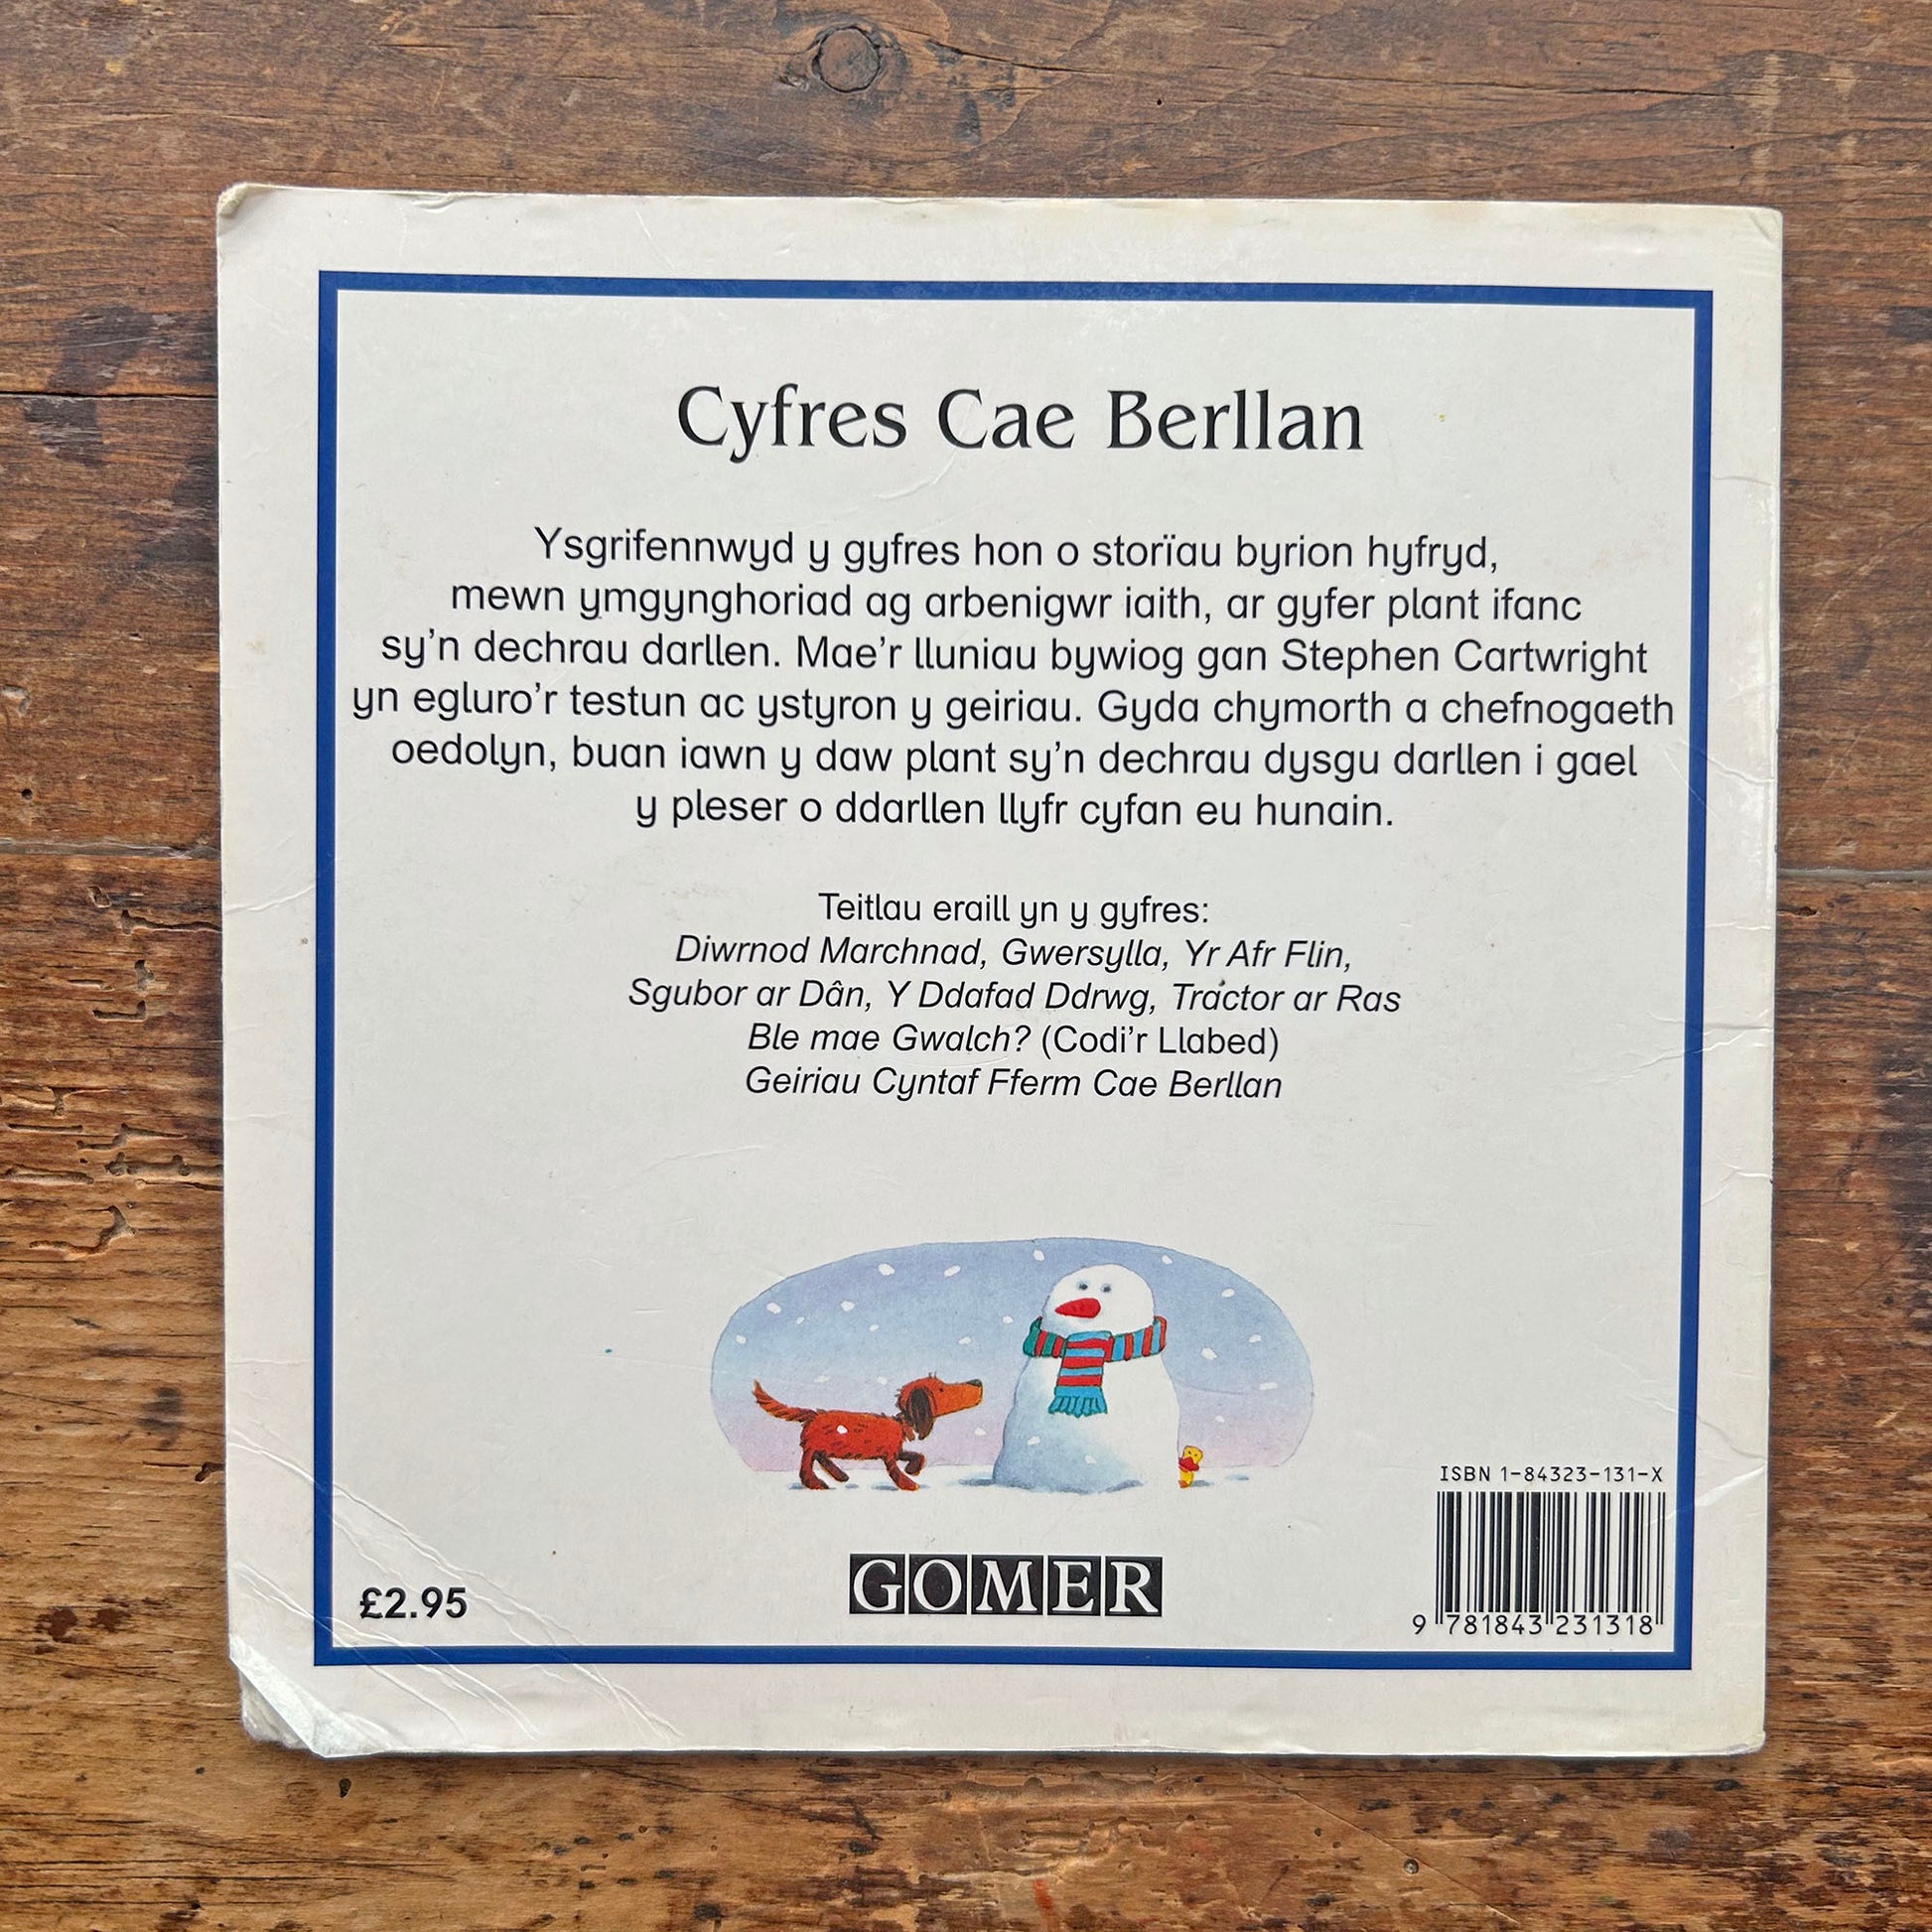 Cyfres Cae Berllan
Ysgrifennwyd y gyfres hon o storïau byrion hyfryd,
mewn ymgynghoriad ag arbenigwr iaith, ar gyfer plant ifanc
sy'n dechrau darllen. Mae'r lluniau bywiog gan Stephen Cartwright
yn egluro'r testun ac ystyron y geiriau. Gyda chymorth a chefnogaeth
oedolyn, buan iawn y daw plant sy'n dechrau dysgu darllen i gael
y pleser o ddarllen llyfr cyfan eu hunain.
Teitlau eraill yn y gyfres:
Diwrnod Marchnad, Gwersylla, Yr Afr Flin,
Sgubor ar Dân, Y Ddafad Ddrwg, Tractor ar Ras
Ble mae Gwalch? (Codi'r Llabed)
Geiriau Cyntaf Fferm Cae Berllan
ISBN 1-84323-131-X
£2.95
GOMER
9 781843 231318